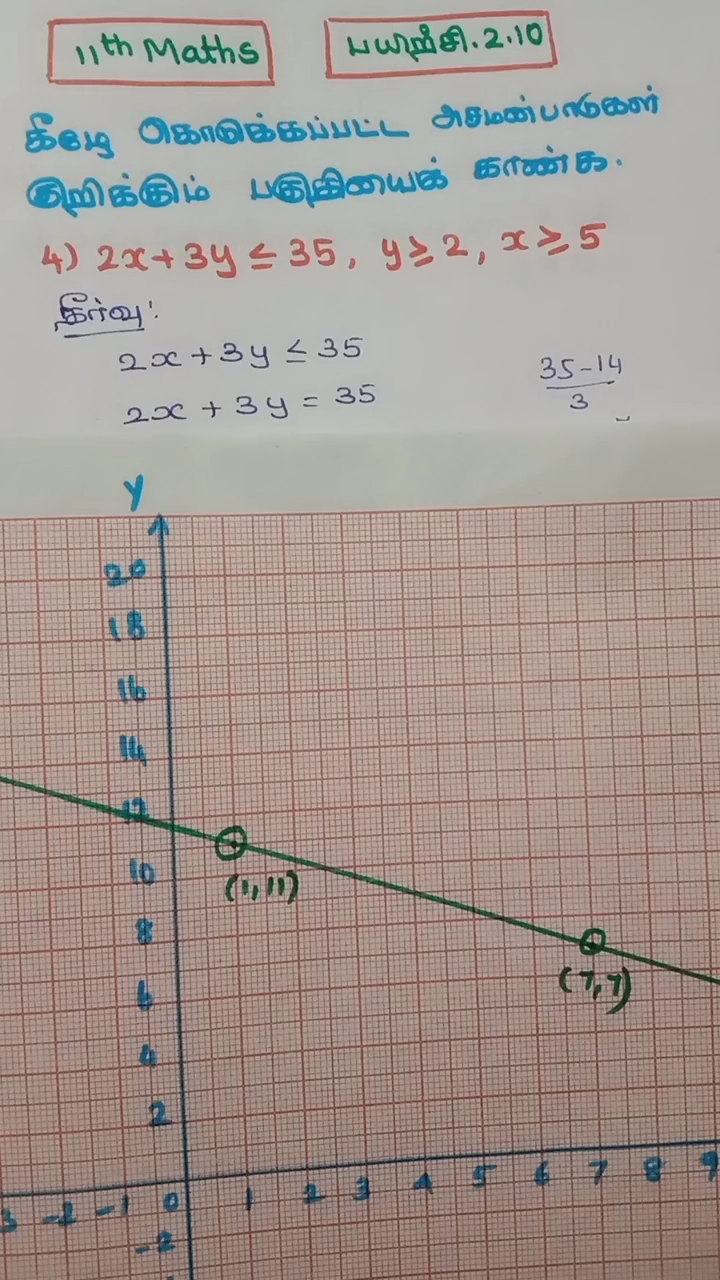 11th Maths
பயிற்சி.2.10
கீழே கொடுக்கப்பட்ட அசமன்பாடுகள்
குறிக்கும் பகுதியைக் காண்க.
4) 2x+3y ≤ 35, y ≥ 2, x ≥ 5
தீர்வு:
2x + 3y ≤ 35
35-14
3
2x + 3y = 35
Y
20
18
16
14
12
10
(1, 11)
8
6
(7, 7)
4
2
3 -2 -1 0 1 2 3 4 5 6 7 8 9
-2